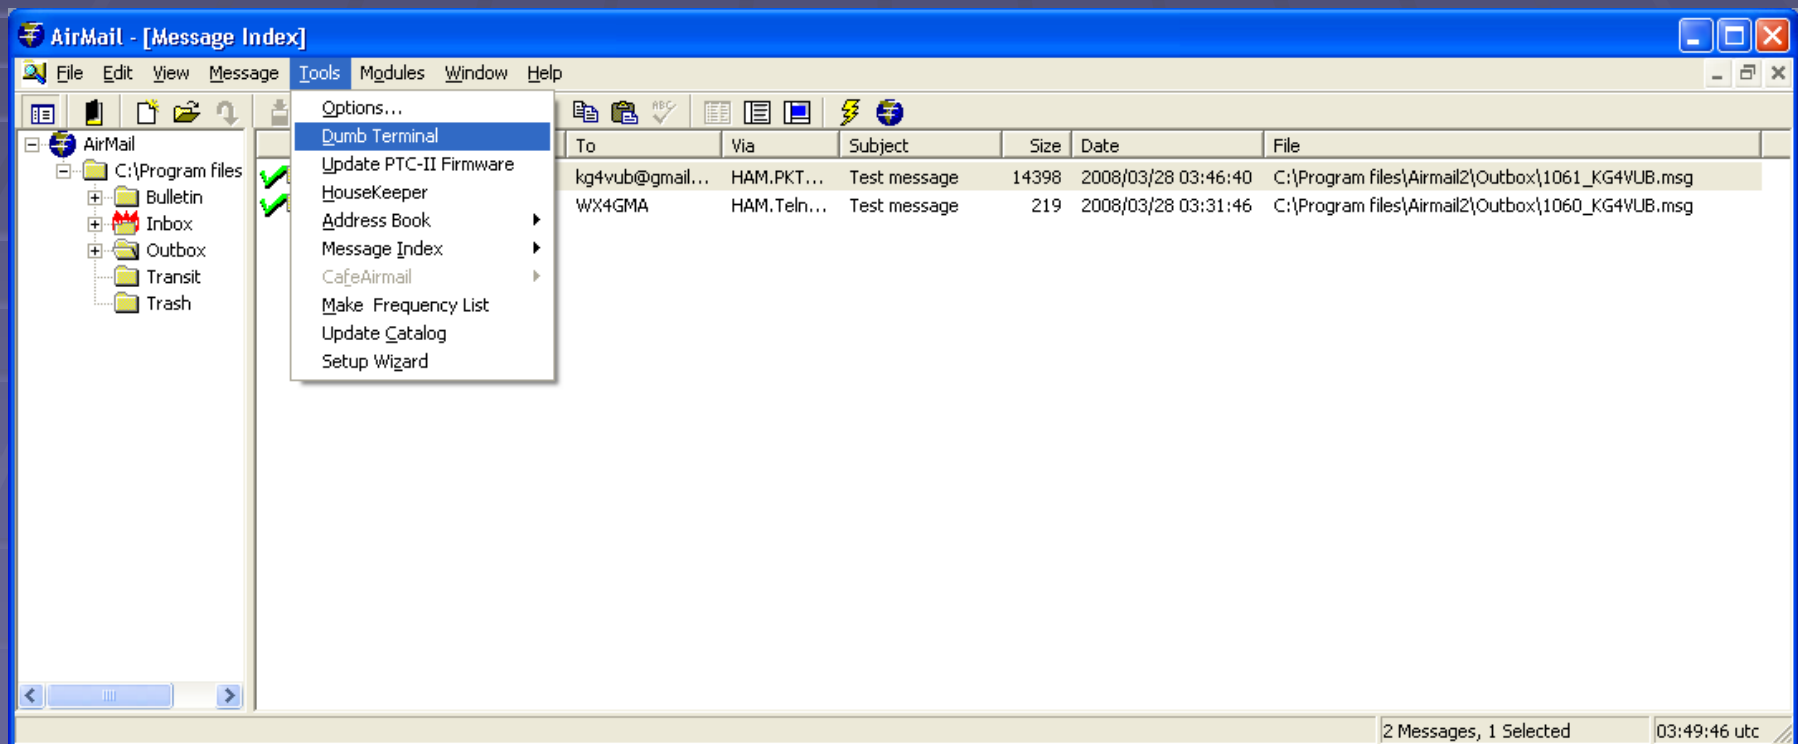 AirMail - [Message Index]
File Edit View Message Tools Modules Window Help
ABC
Options...
Dumb Terminal
Update PTC-II Firmware
HouseKeeper
Address Book
Message Index
CafeAirmail
Make Frequency List
Update Catalog
Setup Wizard
AirMail
C:\Program files
Bulletin
Inbox
Outbox
Transit
Trash
To Via Subject Size Date File
kg4vub@gmail... HAM.PKT... Test message 14398 2008/03/28 03:46:40 C:\Program files\Airmail2\Outbox\1061_KG4VUB.msg
WX4GMA HAM.Teln... Test message 219 2008/03/28 03:31:46 C:\Program files\Airmail2\Outbox\1060_KG4VUB.msg
2 Messages, 1 Selected 03:49:46 utc